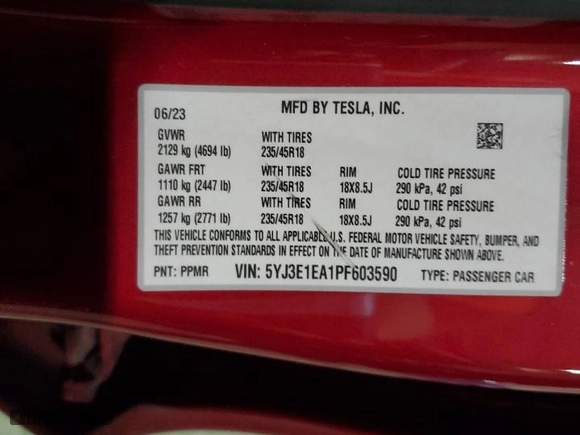 06/23 MFD BY TESLA, INC.
GVWR WITH TIRES
2129 kg (4694 lb) 235/45R18
GAWR FRT WITH TIRES RIM COLD TIRE PRESSURE
1110 kg (2447 lb) 235/45R18 18X8.5J 290 kPa, 42 psi
GAWR RR WITH TIRES RIM COLD TIRE PRESSURE
1257 kg (2771 lb) 235/45R18 18X8.5J 290 kPa, 42 psi
THIS VEHICLE CONFORMS TO ALL APPLICABLE U.S. FEDERAL MOTOR VEHICLE SAFETY, BUMPER, AND
THEFT PREVENTION STANDARDS IN EFFECT ON THE DATE OF MANUFACTURE SHOWN ABOVE.
PNT: PPMR VIN: 5YJ3E1EA1PF603590 TYPE: PASSENGER CAR